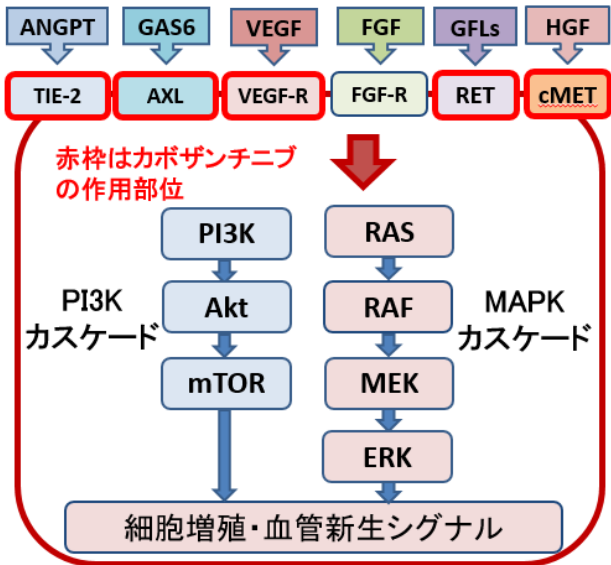 ANGPT GAS6 VEGF FGF GFLs HGF
TIE-2 AXL VEGF-R FGF-R RET cMET
赤枠はカボザンチニブ
の作用部位
PI3K RAS
PI3K
カスケード
Akt RAF
MAPK
カスケード
mTOR MEK
ERK
細胞増殖・血管新生シグナル